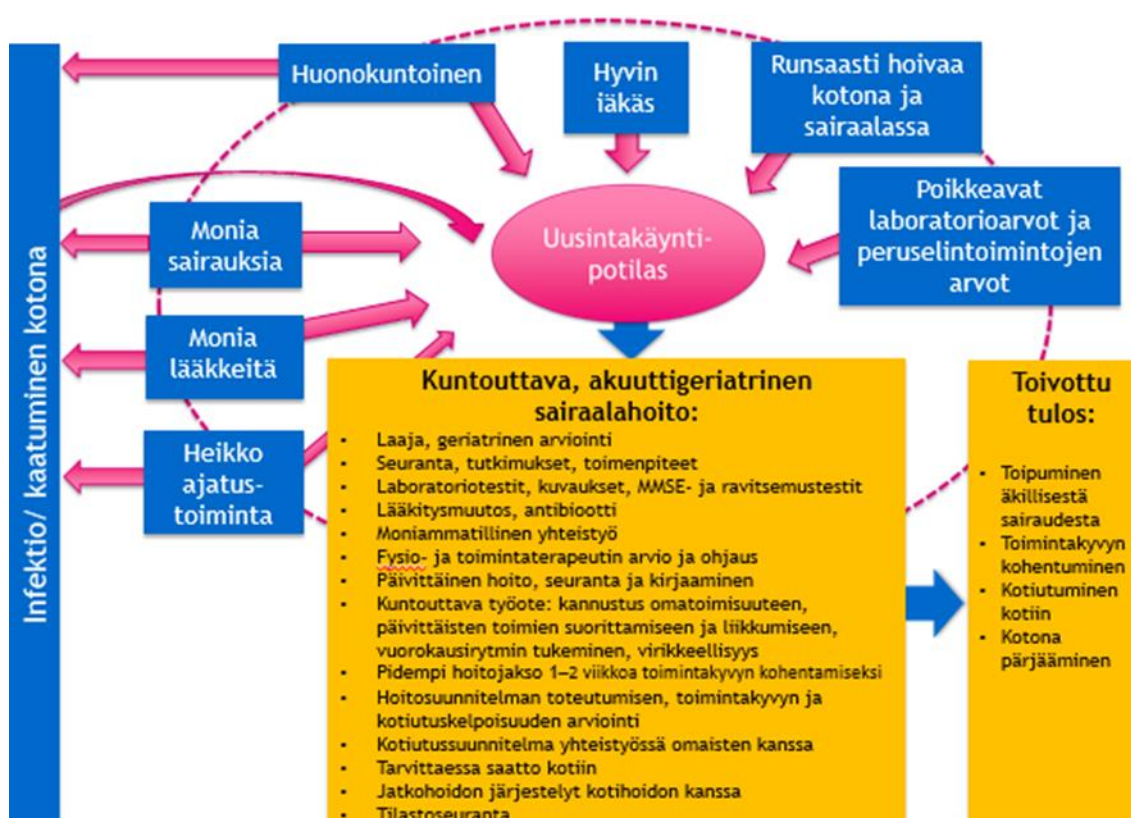 Infektio/ kaatuminen kotona
Huonokuntoinen
Hyvin
iäkäs
Runsaasti hoivaa
kotona ja
sairaalassa
Monia
sairauksia
Uusintakäynti-
potilas
Poikkeavat
laboratorioarvot ja
peruselintoimintojen
arvot
Monia
lääkkeitä
Heikko
ajatus-
toiminta
Kuntouttava, akuuttigeriatrinen
sairaalahoito:
• Laaja, geriatrinen arviointi
• Seuranta, tutkimukset, toimenpiteet
• Laboratoriotestit, kuvaukset, MMSE- ja ravitsemustestit
• Lääkitysmuutos, antibiootti
• Moniammatillinen yhteistyö
• Fysio- ja toimintaterapeutin arvio ja ohjaus
• Päivittäinen hoito, seuranta ja kirjaaminen
• Kuntouttava työote: kannustus omatoimisuuteen,
päivittäisten toimien suorittamiseen ja liikkumiseen,
vuorokausirytmin tukeminen, virikkeellisyys
• Pidempi hoitojakso 1–2 viikkoa toimintakyvyn kohentamiseksi
• Hoitosuunnitelman toteutumisen, toimintakyvyn ja
kotiutuskelpoisuuden arviointi
• Kotiutussuunnitelma yhteistyössä omaisten kanssa
• Tarvittaessa saatto kotiin
• Jatkohoidon järjestelyt kotihoidon kanssa
• Tilastoseuranta
Toivottu
tulos:
• Toipuminen
äkillisestä
sairaudesta
• Toimintakyvyn
kohentuminen
• Kotiutuminen
kotiin
• Kotona
pärjääminen